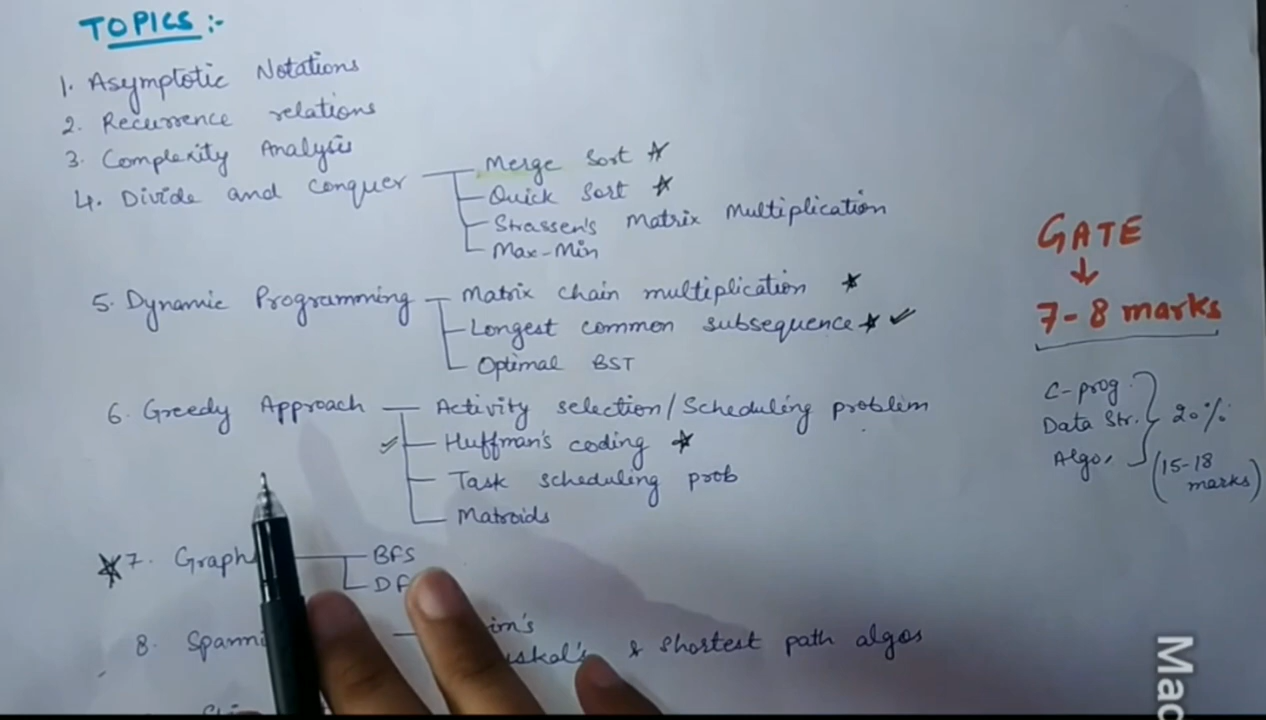 TOPICS :-
1. Asymptotic Notations
2. Recurrence relations
3. Complexity Analysis
4. Divide and Conquer
Merge Sort
Quick Sort
Strassen's Matrix Multiplication
Max-Min
5. Dynamic Programming
Matrix chain multiplication
Longest common subsequence
Optimal BST
6. Greedy Approach
Activity selection/Scheduling problem
Huffman's coding
Task scheduling prob
Matroids
7. Graph
BFS
8.
& Shortest path algos
GATE
7-8 marks
C-prog.
Data Str.
Algo.
20%
(15-18 marks)